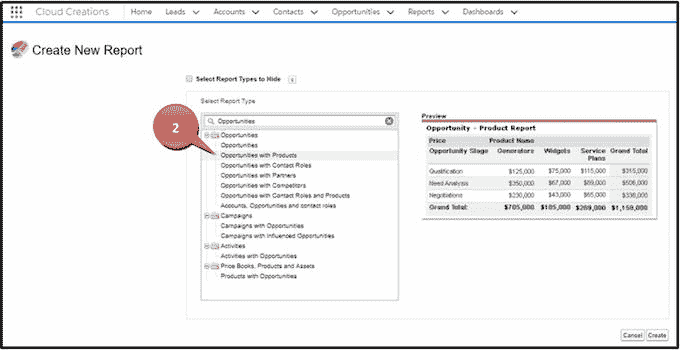 Cloud Creations Home Leads Accounts Contacts Opportunities Reports Dashboards
Create New Report
Select Report Types to Hide i
Select Report Type
Opportunities
2
Opportunities
Opportunities
Opportunities with Products
Opportunities with Contact Roles
Opportunities with Partners
Opportunities with Competitors
Opportunities with Contact Roles and Products
Accounts, Opportunities and contact roles
Campaigns
Campaigns with Opportunities
Campaigns with Influenced Opportunities
Activities
Activities with Opportunities
Price Books, Products and Assets
Products with Opportunities
Preview
Opportunity - Product Report
Price Product Name
Opportunity Stage Generators Widgets Service Plans Grand Total
Qualification $125,000 $75,000 $115,000 $315,000
Need Analysis $350,000 $67,000 $89,000 $506,000
Negotiations $230,000 $43,000 $65,000 $338,000
Grand Total: $705,000 $185,000 $269,000 $1,159,000
Cancel Create